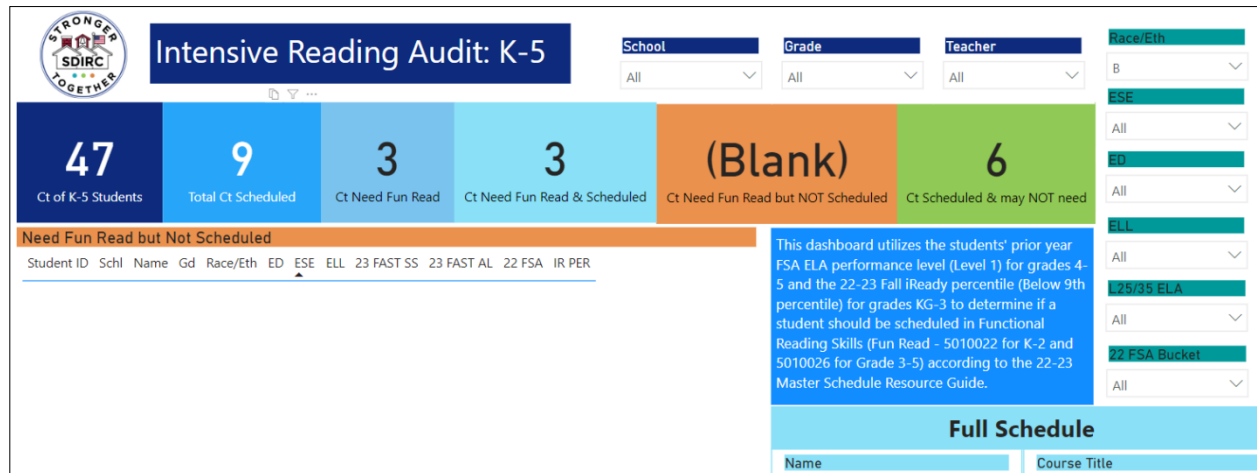 STRONGER
SDIRC
TOGETHER
Intensive Reading Audit: K-5
School
All
Grade
All
Teacher
All
Race/Eth
B
ESE
All
ED
All
ELL
All
L25/35 ELA
All
22 FSA Bucket
All
47
Ct of K-5 Students
9
Total Ct Scheduled
3
Ct Need Fun Read
3
Ct Need Fun Read & Scheduled
(Blank)
Ct Need Fun Read but NOT Scheduled
6
Ct Scheduled & may NOT need
Need Fun Read but Not Scheduled
Student ID Schl Name Gd Race/Eth ED ESE ELL 23 FAST SS 23 FAST AL 22 FSA IR PER
This dashboard utilizes the students' prior year
FSA ELA performance level (Level 1) for grades 4-
5 and the 22-23 Fall iReady percentile (Below 9th
percentile) for grades KG-3 to determine if a
student should be scheduled in Functional
Reading Skills (Fun Read - 5010022 for K-2 and
5010026 for Grade 3-5) according to the 22-23
Master Schedule Resource Guide.
Full Schedule
Name
Course Title